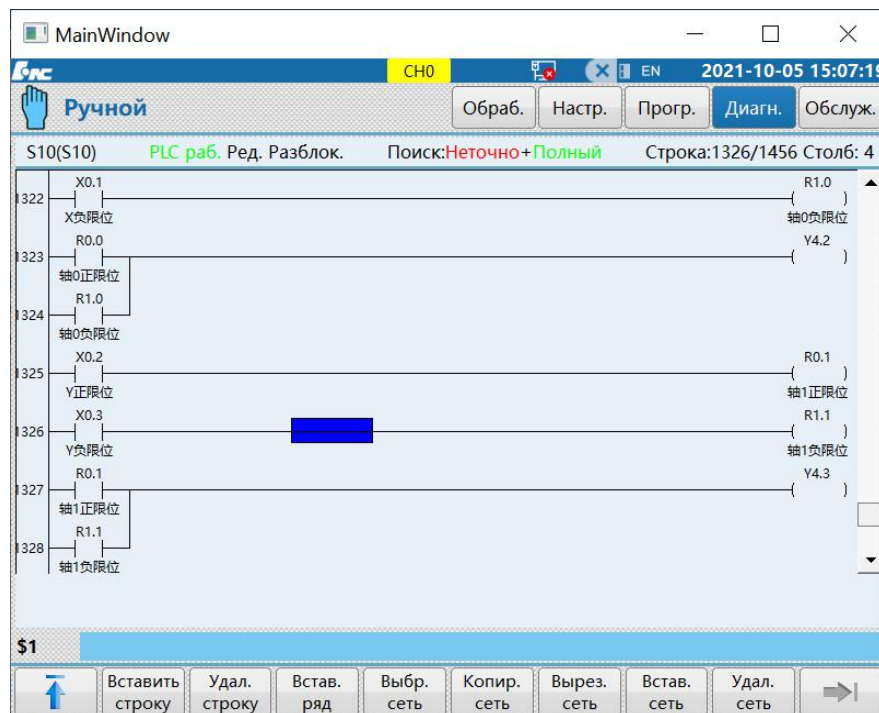 MainWindow
HNC CH0 EN 2021-10-05 15:07:19
Ручной Обраб. Настр. Прогр. Диагн. Обслуж.
S10(S10) PLC раб. Ред. Разблок. Поиск:Неточно+Полный Строка:1326/1456 Столб: 4
X0.1 R1.0
1322 ( )
X负限位 轴0负限位
R0.0 Y4.2
1323 ( )
轴0正限位
R1.0
1324
轴0负限位
X0.2 R0.1
1325 ( )
Y正限位 轴1正限位
X0.3 R1.1
1326 ( )
Y负限位 轴1负限位
R0.1 Y4.3
1327 ( )
轴1正限位
R1.1
1328
轴1负限位
$1
Вставить строку
Удал. строку
Встав. ряд
Выбр. сеть
Копир. сеть
Вырез. сеть
Встав. сеть
Удал. сеть